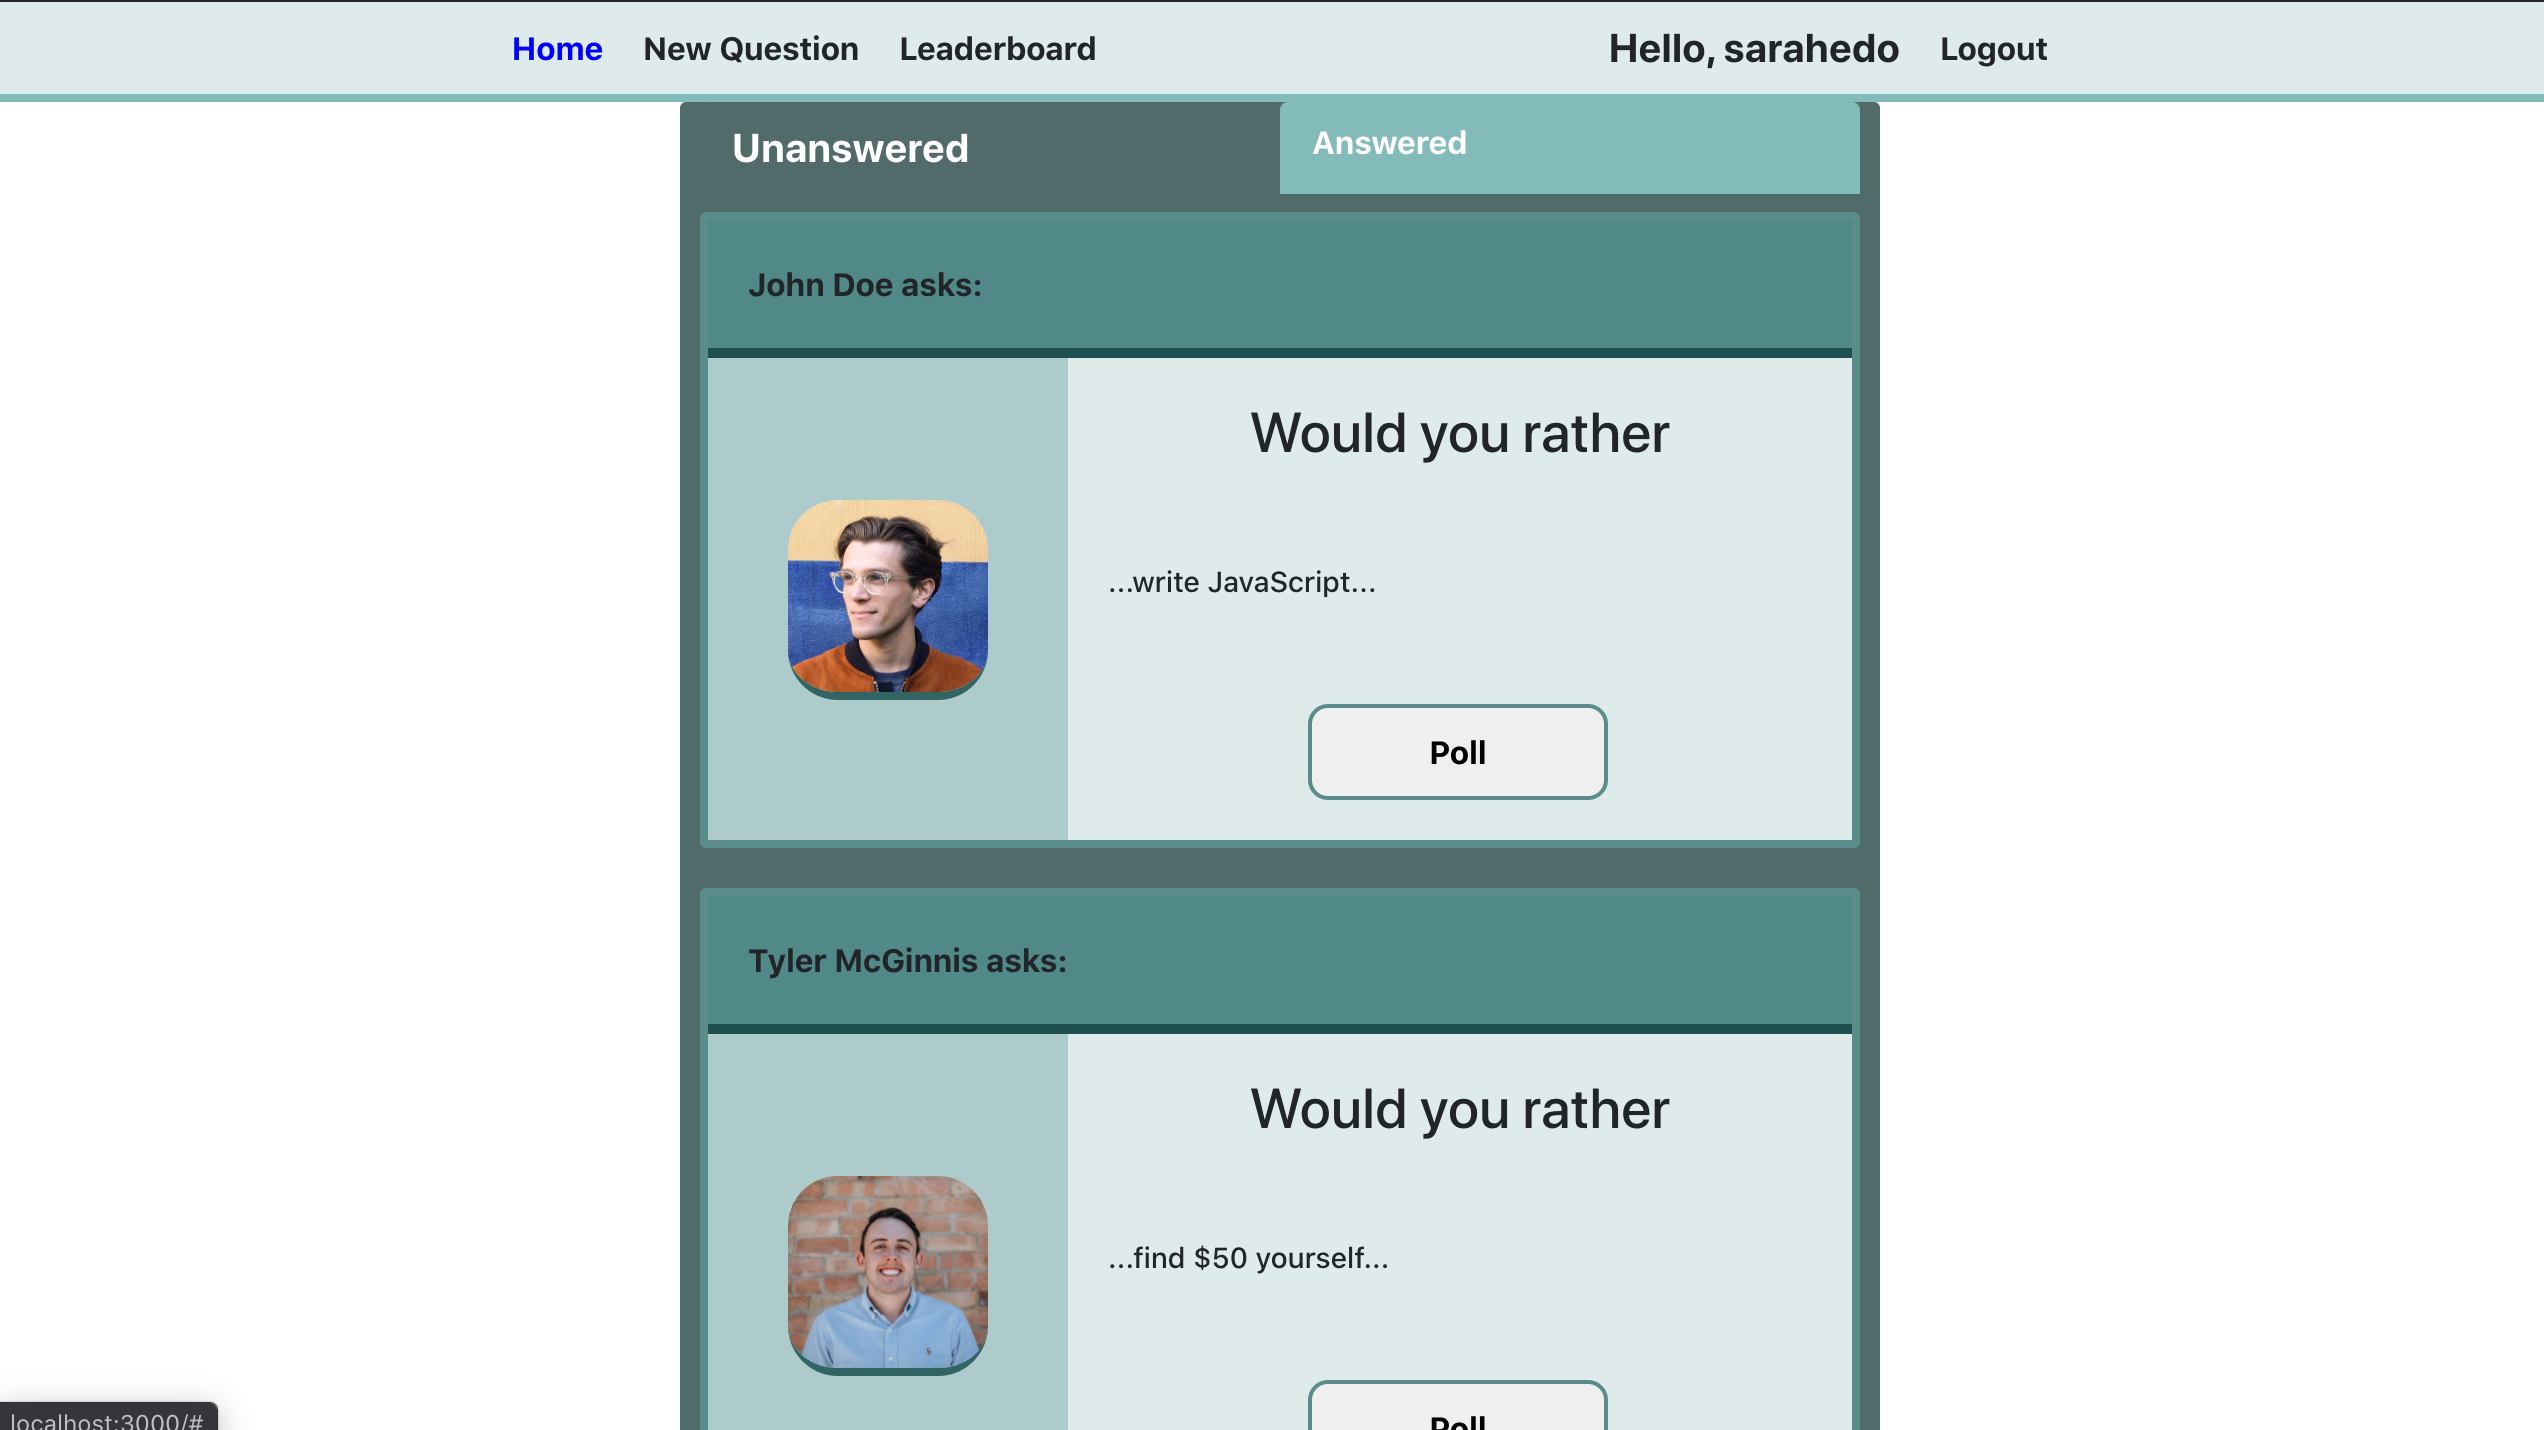 Home New Question Leaderboard Hello, sarahedo Logout
Unanswered Answered
John Doe asks:
Would you rather
...write JavaScript...
Poll
Tyler McGinnis asks:
Would you rather
...find $50 yourself...
Poll
localhost:3000/#